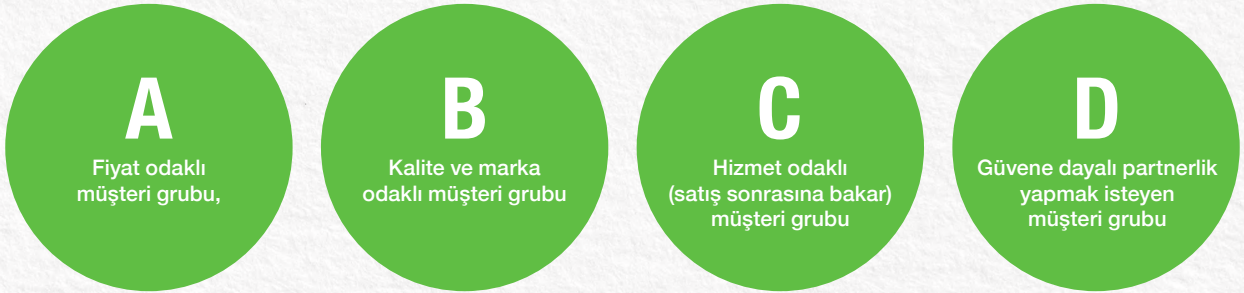 A
Fiyat odaklı
müşteri grubu,
B
Kalite ve marka
odaklı müşteri grubu
C
Hizmet odaklı
(satış sonrasına bakar)
müşteri grubu
D
Güvene dayalı partnerlik
yapmak isteyen
müşteri grubu